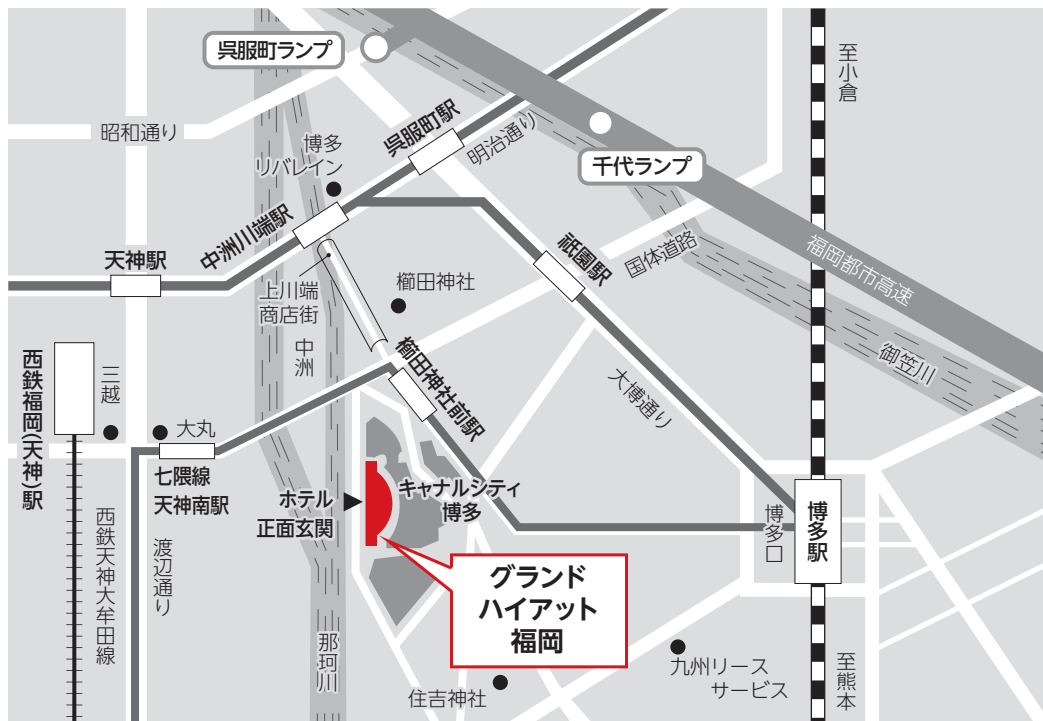 呉服町ランプ
至小倉
昭和通り
博多
リバレイン
呉服町駅
明治通り
千代ランプ
中洲川端駅
天神駅
祇園駅
国体道路
福岡都市高速
上川端
商店街
櫛田神社
中洲
御笠川
西鉄福岡(天神)駅
三越
大丸
櫛田神社前駅
大博通り
七隈線
天神南駅
ホテル
正面玄関
キャナルシティ
博多
博多口
博多駅
西鉄天神大牟田線
渡辺通り
グランド
ハイアット
福岡
那珂川
住吉神社
九州リース
サービス
至熊本